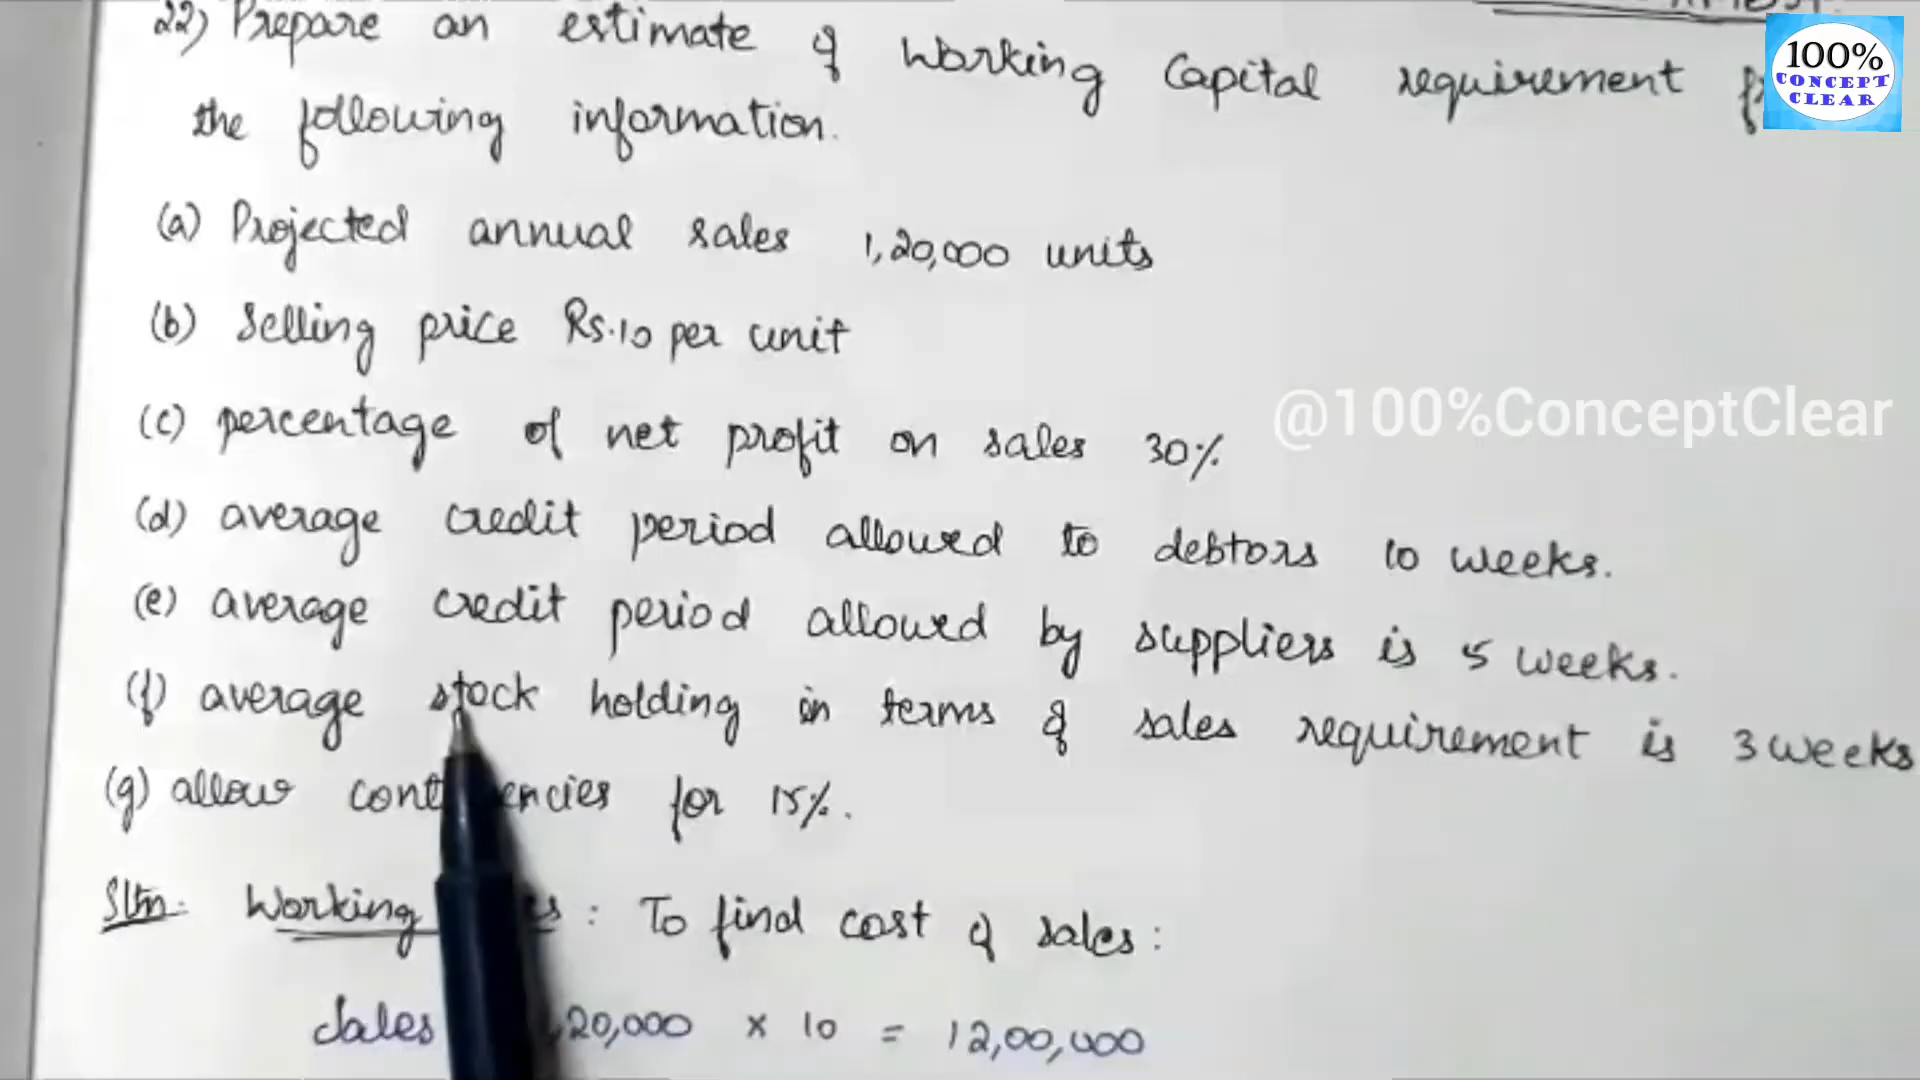 22) Prepare an estimate of Working Capital requirement
100%
CONCEPT
CLEAR
the following information.
(a) Projected annual sales 1,20,000 units
(b) Selling price Rs.10 per unit
@100%ConceptClear
(c) percentage of net profit on sales 30%
(d) average credit period allowed to debtors 10 weeks.
(e) average credit period allowed by suppliers is 5 weeks.
(f) average stock holding in terms of sales requirement is 3 weeks
(g) allow for 15%.
Sltn: Working : To find cost of sales:
Sales 20,000 x 10 = 12,00,000